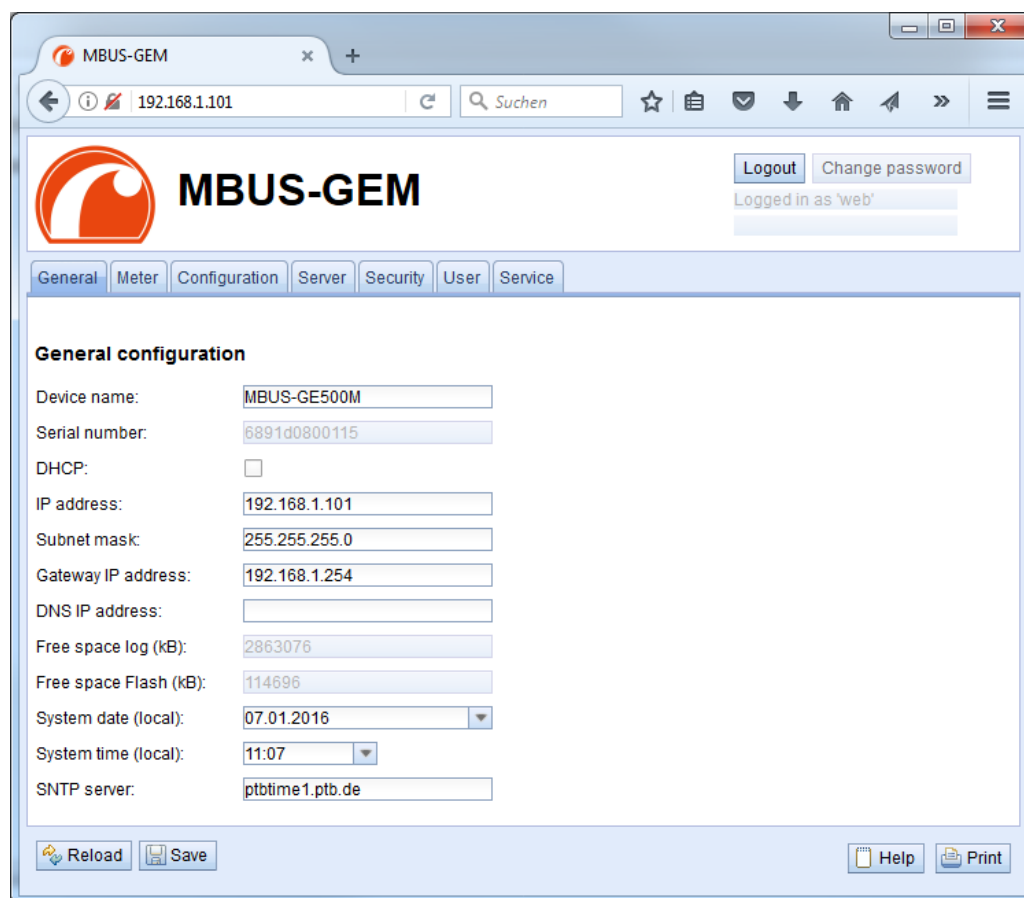 MBUS-GEM
192.168.1.101
Suchen
MBUS-GEM
Logout Change password
Logged in as 'web'
General Meter Configuration Server Security User Service
General configuration
Device name: MBUS-GE500M
Serial number: 6891d0800115
DHCP:
IP address: 192.168.1.101
Subnet mask: 255.255.255.0
Gateway IP address: 192.168.1.254
DNS IP address:
Free space log (kB): 2863076
Free space Flash (kB): 114696
System date (local): 07.01.2016
System time (local): 11:07
SNTP server: ptbtime1.ptb.de
Reload Save Help Print